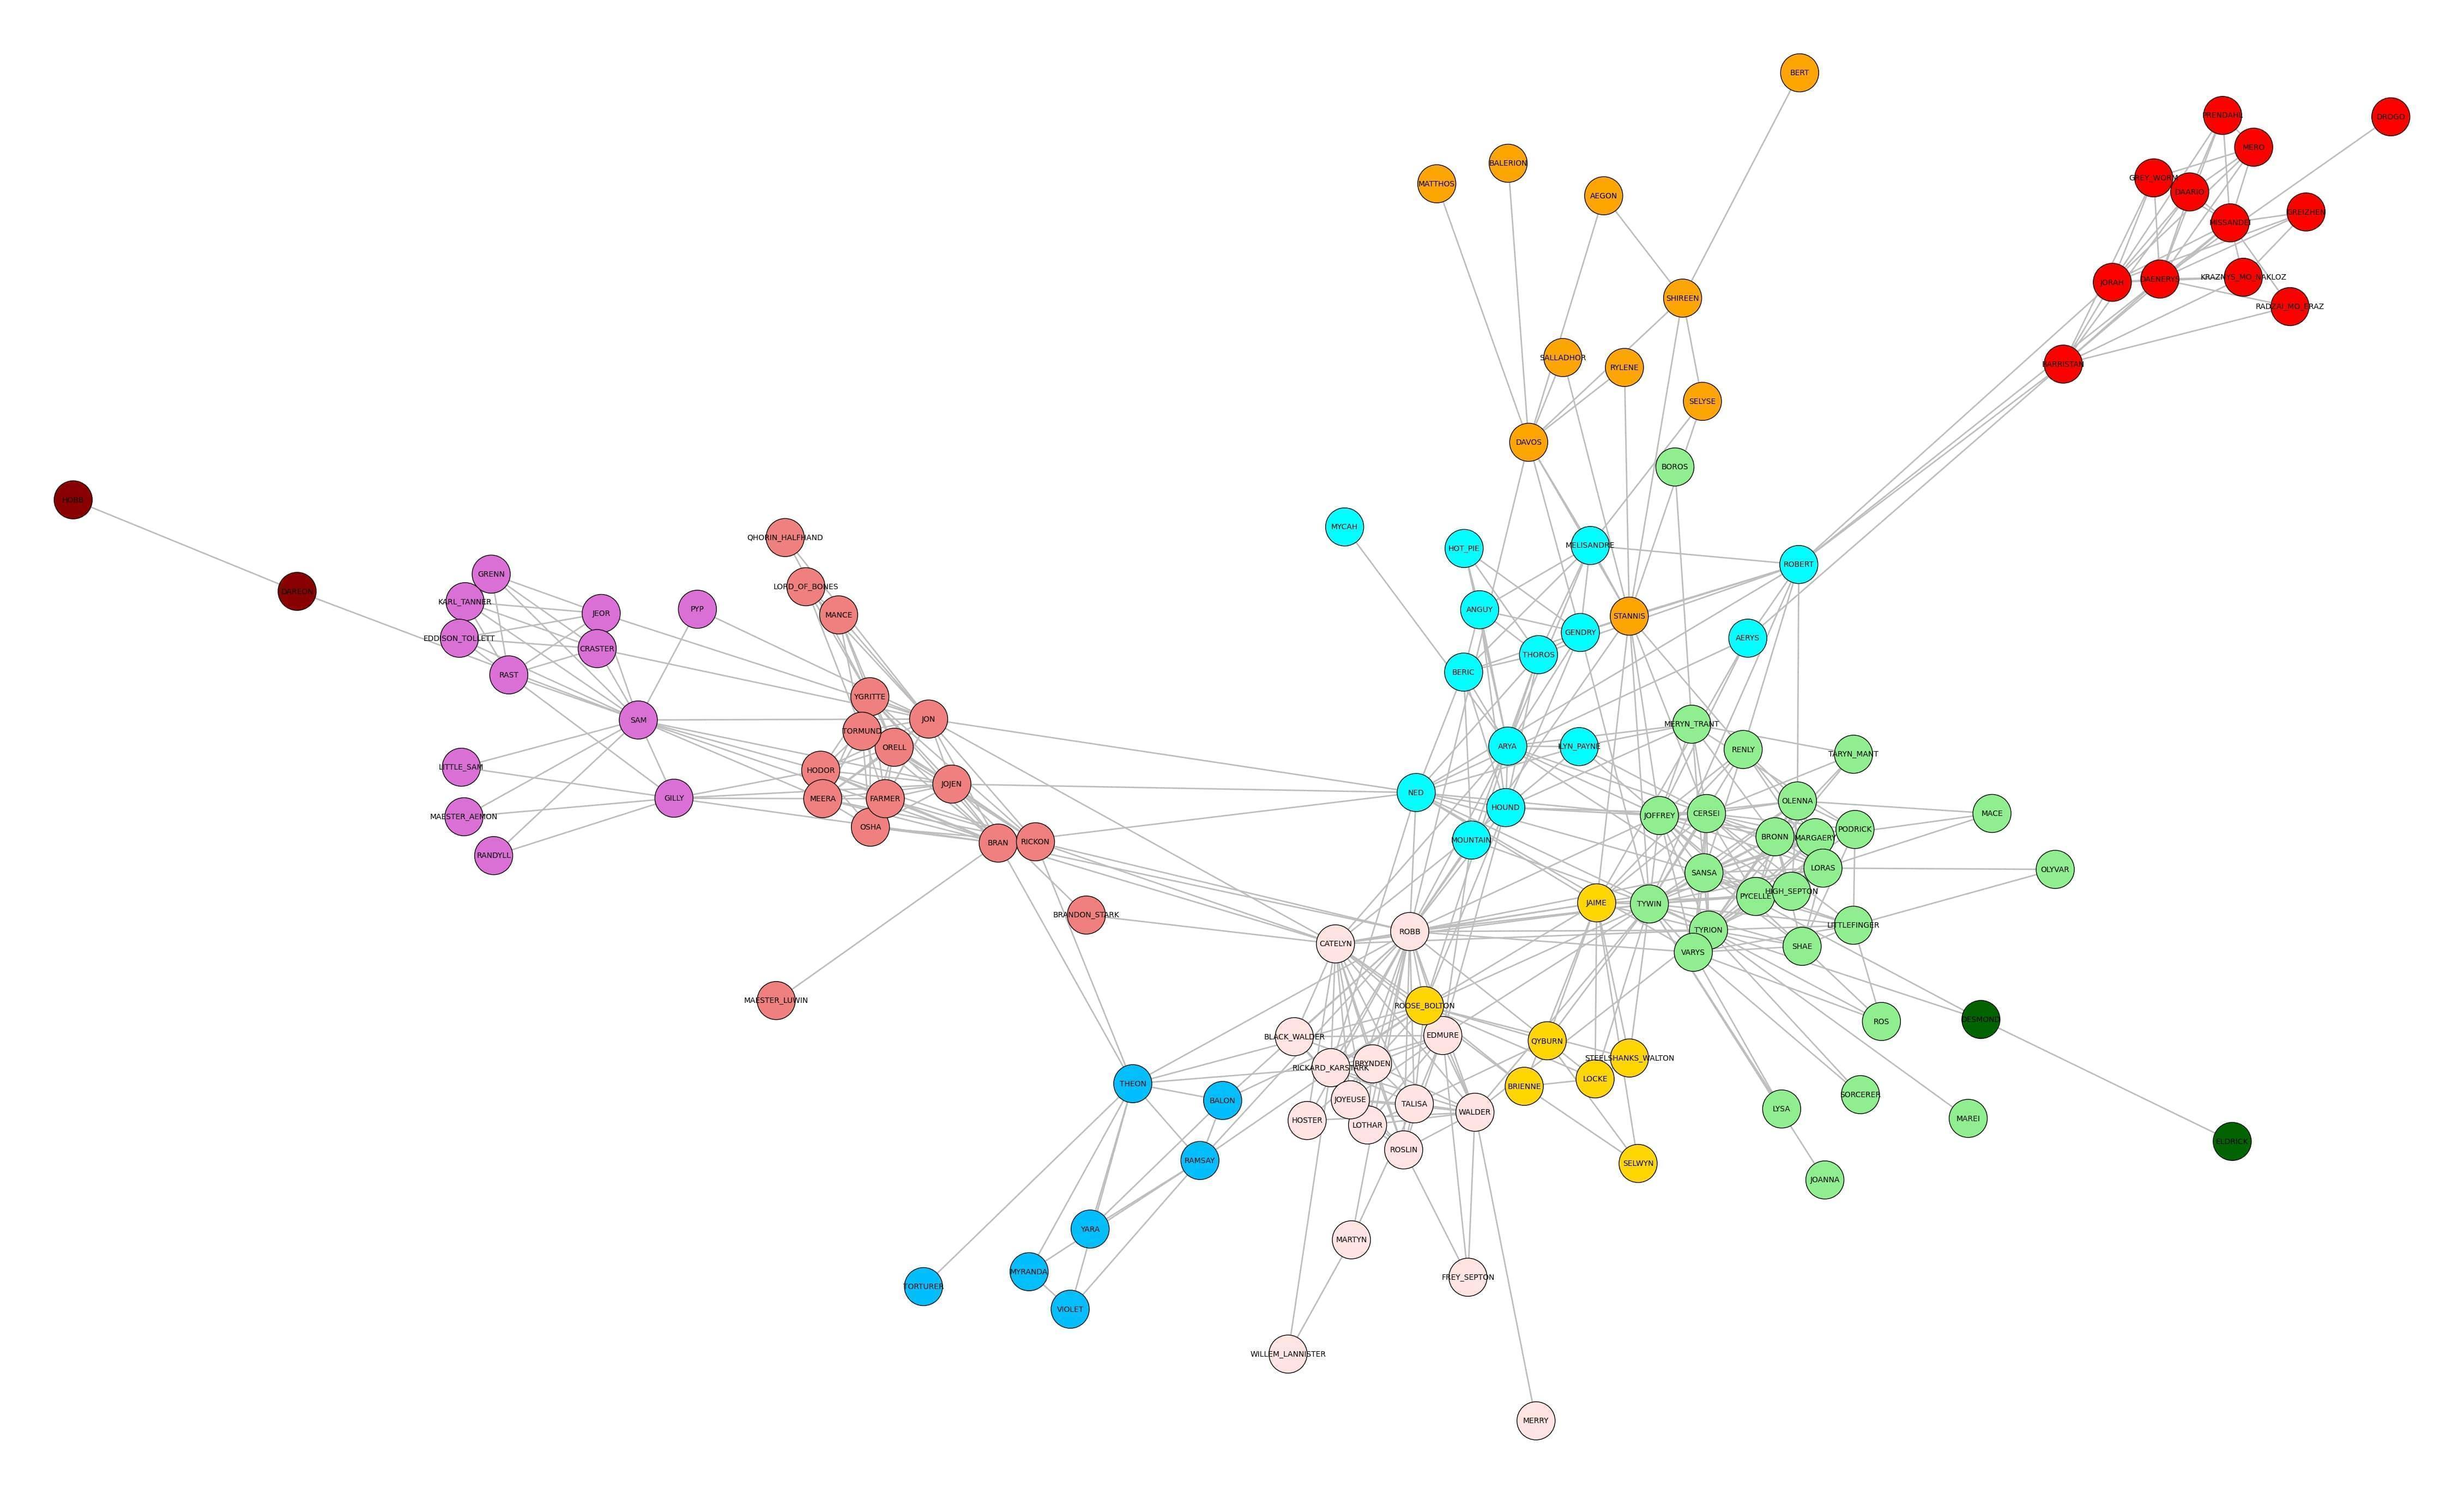 BERT
PRENDAHL
DROGO
MERO
BALERION
MATTHOS
GREY_WORM
DAARIO
AEGON
GREIZHEN
MISSANDEI
KRAZNYS_MO_NAKLOZ
DAENERYS
JORAH
SHIREEN
RADZAL_MO_ERAZ
SALLADHOR
BARRISTAN
RYLENE
SELYSE
DAVOS
BOROS
HOBB
MYCAH
QHORIN_HALFHAND
MELISANDRE
HOT_PIE
ROBERT
GRENN
LORD_OF_BONES
DAREON
KARL_TANNER
PYP
ANGUY
JEOR
MANCE
STANNIS
GENDRY
EDDISON_TOLLETT
AERYS
CRASTER
THOROS
BERIC
RAST
YGRITTE
JON
SAM
MERYN_TRANT
TORMUND
ARYA
ILYN_PAYNE
ORELL
RENLY
TARYN_MANT
LITTLE_SAM
HODOR
JOJEN
NED
GILLY
MEERA
FARMER
OLENNA
HOUND
CERSEI
MACE
JOFFREY
MAESTER_AEMON
OSHA
PODRICK
BRONN
MARGAERY
MOUNTAIN
RICKON
BRAN
RANDYLL
LORAS
OLYVAR
SANSA
HIGH_SEPTON
PYCELLE
JAIME
TYWIN
BRANDON_STARK
LITTLEFINGER
TYRION
ROBB
CATELYN
SHAE
VARYS
MAESTER_LUWIN
ROOSE_BOLTON
DESMOND
ROS
EDMURE
BLACK_WALDER
QYBURN
STEELSHANKS_WALTON
BRYNDEN
RICKARD_KARSTARK
LOCKE
THEON
BRIENNE
SORCERER
BALON
JOYEUSE
TALISA
LYSA
WALDER
MAREI
HOSTER
LOTHAR
ELDRICK
ROSLIN
RAMSAY
SELWYN
JOANNA
YARA
MARTYN
MYRANDA
FREY_SEPTON
TORTURER
VIOLET
WILLEM_LANNISTER
MERRY